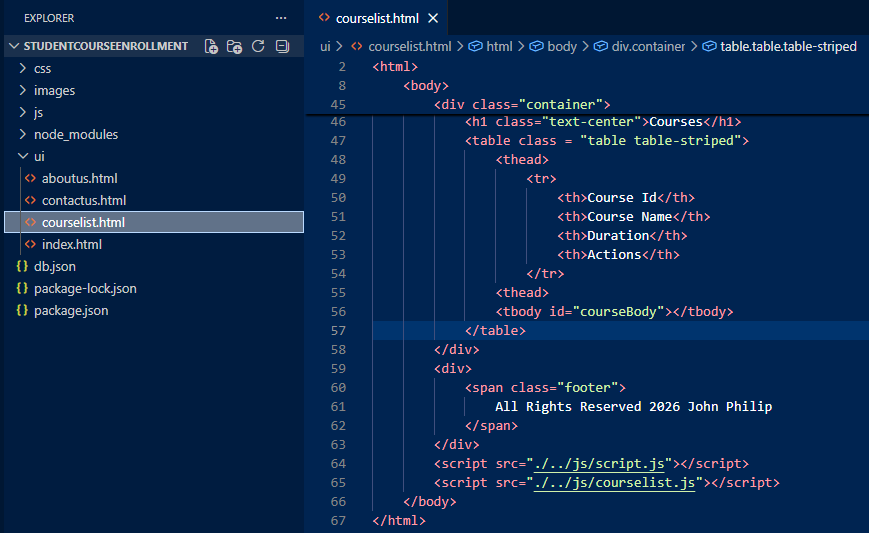 EXPLORER ...
STUDENTCOURSEENROLLMENT
css
images
js
node_modules
ui
aboutus.html
contactus.html
courselist.html
index.html
db.json
package-lock.json
package.json
courselist.html
ui > courselist.html > html > body > div.container > table.table.table-striped
2 <html>
8 <body>
45 <div class="container">
46 <h1 class="text-center">Courses</h1>
47 <table class = "table table-striped">
48 <thead>
49 <tr>
50 <th>Course Id</th>
51 <th>Course Name</th>
52 <th>Duration</th>
53 <th>Actions</th>
54 </tr>
55 <thead>
56 <tbody id="courseBody"></tbody>
57 </table>
58 </div>
59 <div>
60 <span class="footer">
61 All Rights Reserved 2026 John Philip
62 </span>
63 </div>
64 <script src="./../js/script.js"></script>
65 <script src="./../js/courselist.js"></script>
66 </body>
67 </html>